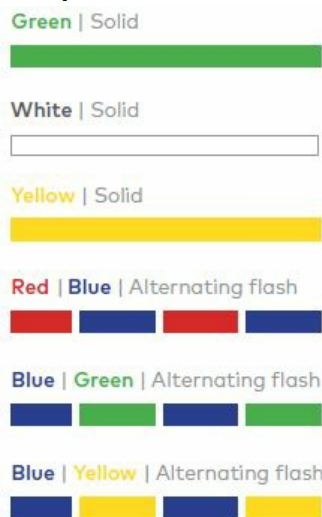 Green | Solid
White | Solid
Yellow | Solid
Red | Blue | Alternating flash
Blue | Green | Alternating flash
Blue | Yellow | Alternating flash